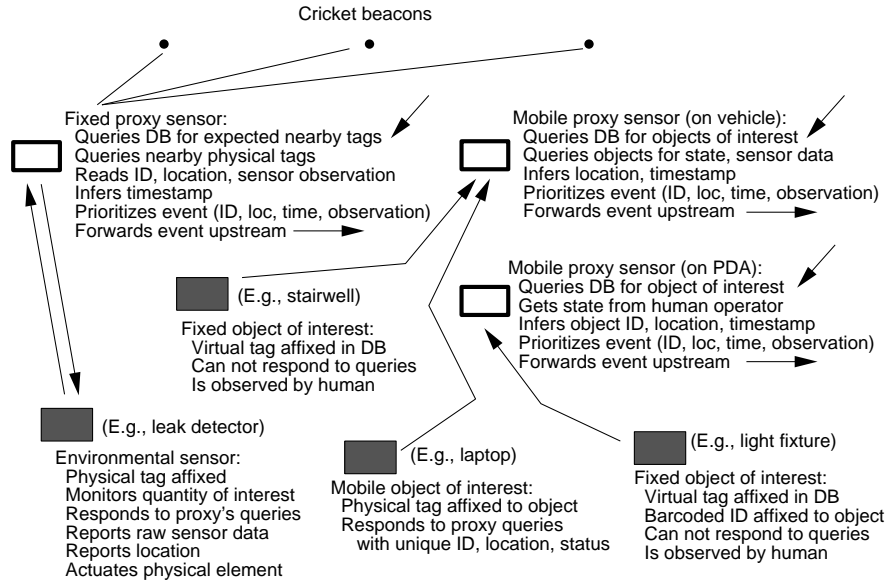 Cricket beacons
Fixed proxy sensor:
Queries DB for expected nearby tags
Queries nearby physical tags
Reads ID, location, sensor observation
Infers timestamp
Prioritizes event (ID, loc, time, observation)
Forwards event upstream
Mobile proxy sensor (on vehicle):
Queries DB for objects of interest
Queries objects for state, sensor data
Infers location, timestamp
Prioritizes event (ID, loc, time, observation)
Forwards event upstream
Mobile proxy sensor (on PDA):
Queries DB for object of interest
Gets state from human operator
Infers object ID, location, timestamp
Prioritizes event (ID, loc, time, observation)
Forwards event upstream
(E.g., stairwell)
Fixed object of interest:
Virtual tag affixed in DB
Can not respond to queries
Is observed by human
(E.g., leak detector)
Environmental sensor:
Physical tag affixed
Monitors quantity of interest
Responds to proxy's queries
Reports raw sensor data
Reports location
Actuates physical element
(E.g., laptop)
Mobile object of interest:
Physical tag affixed to object
Responds to proxy queries
with unique ID, location, status
(E.g., light fixture)
Fixed object of interest:
Virtual tag affixed in DB
Barcoded ID affixed to object
Can not respond to queries
Is observed by human